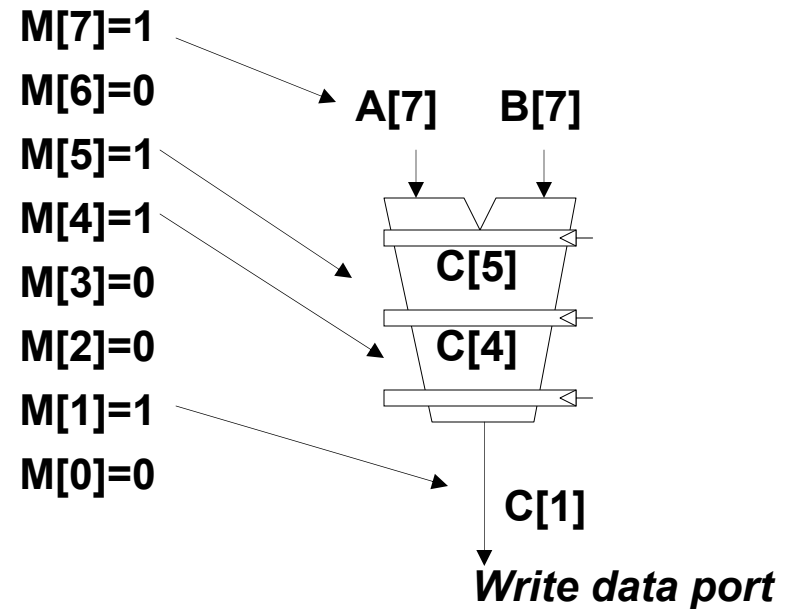 M[7]=1
M[6]=0
M[5]=1
M[4]=1
M[3]=0
M[2]=0
M[1]=1
M[0]=0
A[7] B[7]
C[5]
C[4]
C[1]
Write data port